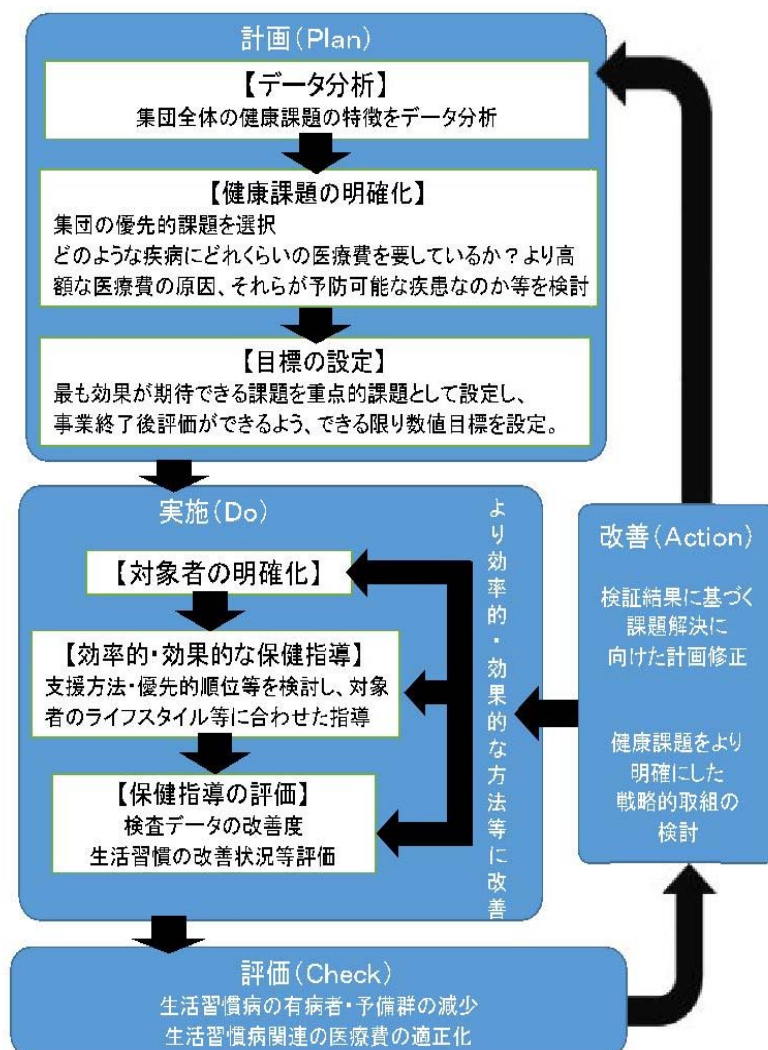 計画(Plan)
【データ分析】
集団全体の健康課題の特徴をデータ分析
【健康課題の明確化】
集団の優先的課題を選択
どのような疾病にどれくらいの医療費を要しているか？より高
額な医療費の原因、それらが予防可能な疾患なのか等を検討
【目標の設定】
最も効果が期待できる課題を重点的課題として設定し、
事業終了後評価ができるよう、できる限り数値目標を設定。
実施(Do)
【対象者の明確化】
【効率的・効果的な保健指導】
支援方法・優先的順位等を検討し、対象
者のライフスタイル等に合わせた指導
【保健指導の評価】
検査データの改善度
生活習慣の改善状況等評価
より効率的・効果的な方法等に改善
改善(Action)
検証結果に基づく
課題解決に
向けた計画修正
健康課題をより
明確にした
戦略的取組の
検討
評価(Check)
生活習慣病の有病者・予備群の減少
生活習慣病関連の医療費の適正化